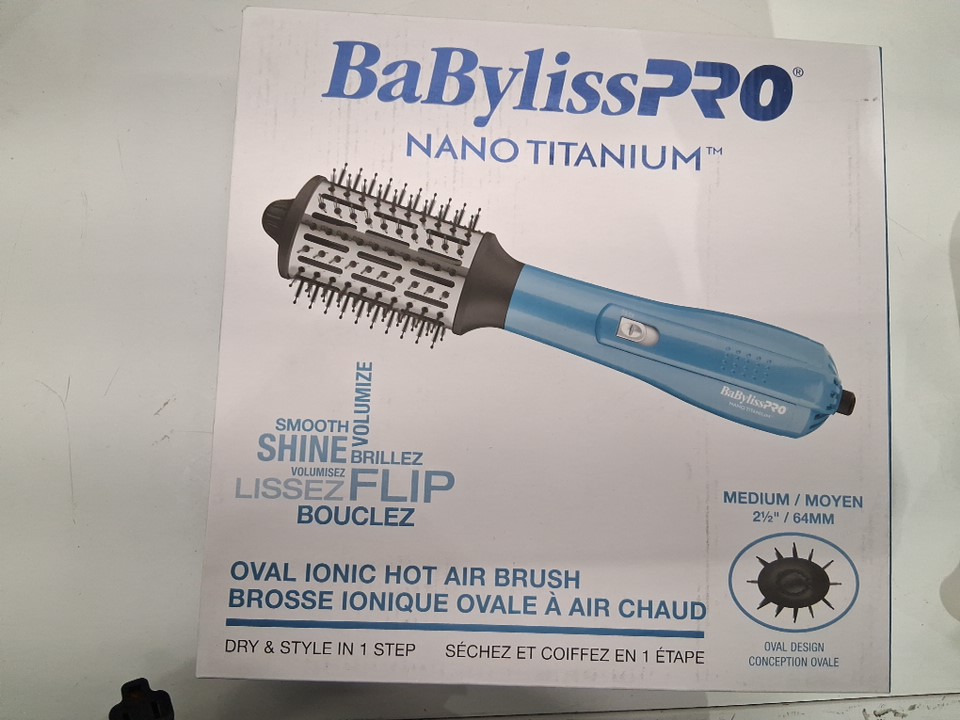 BaBylissPRO®
NANO TITANIUM™
BaBylissPRO
NANO TITANIUM
VOLUMIZE
SMOOTH
SHINE
BRILLEZ
VOLUMISEZ
LISSEZ FLIP
BOUCLEZ
MEDIUM / MOYEN
2½" / 64MM
OVAL IONIC HOT AIR BRUSH
BROSSE IONIQUE OVALE À AIR CHAUD
DRY & STYLE IN 1 STEP SÉCHEZ ET COIFFEZ EN 1 ÉTAPE
OVAL DESIGN
CONCEPTION OVALE